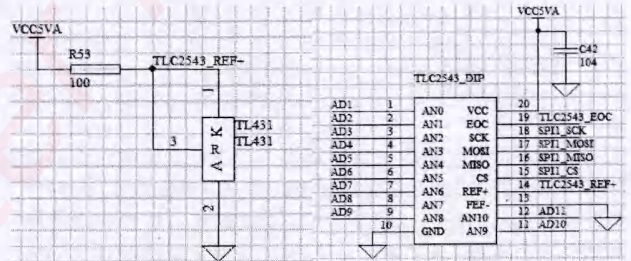 VCC5VA
R53
100
TLC2543_REF+
1
K
R
A
3
2
TL431
TL431
VCC5VA
C42
104
TLC2543_DIP
AD1 1 AN0 VCC 20
AD2 2 AN1 EOC 19 TLC2543_EOC
AD3 3 AN2 SCK 18 SPI1_SCK
AD4 4 AN3 MOSI 17 SPI1_MOSI
AD5 5 AN4 MISO 16 SPI1_MISO
AD6 6 AN5 CS 15 SPI1_CS
AD7 7 AN6 REF+ 14 TLC2543_REF+
AD8 8 AN7 FEF- 13
AD9 9 AN8 AN10 12 AD11
10 GND AN9 11 AD10